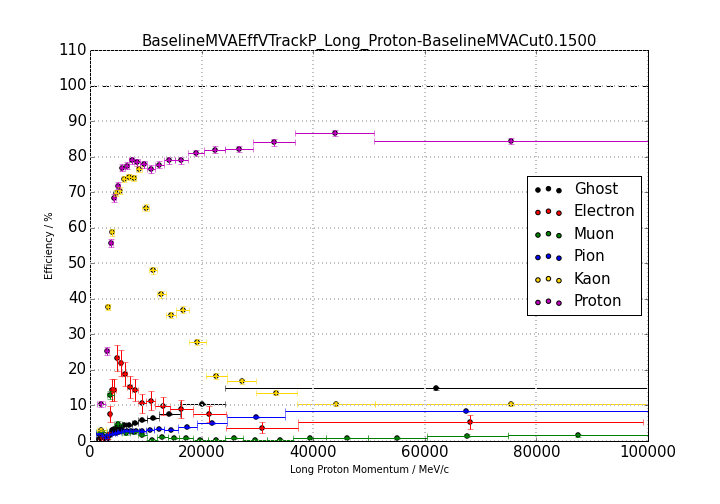 BaselineMVAEffVTrackP_Long_Proton-BaselineMVACut0.1500
110
100
90
80
70
60
50
40
30
20
10
0
Efficiency / %
Ghost
Electron
Muon
Pion
Kaon
Proton
0
20000
40000
60000
80000
100000
Long Proton Momentum / MeV/c